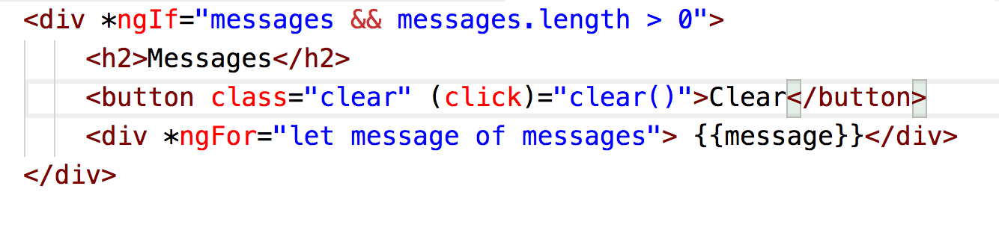 <div *ngIf="messages && messages.length > 0">
<h2>Messages</h2>
<button class="clear" (click)="clear()">Clear</button>
<div *ngFor="let message of messages"> {{message}}</div>
</div>